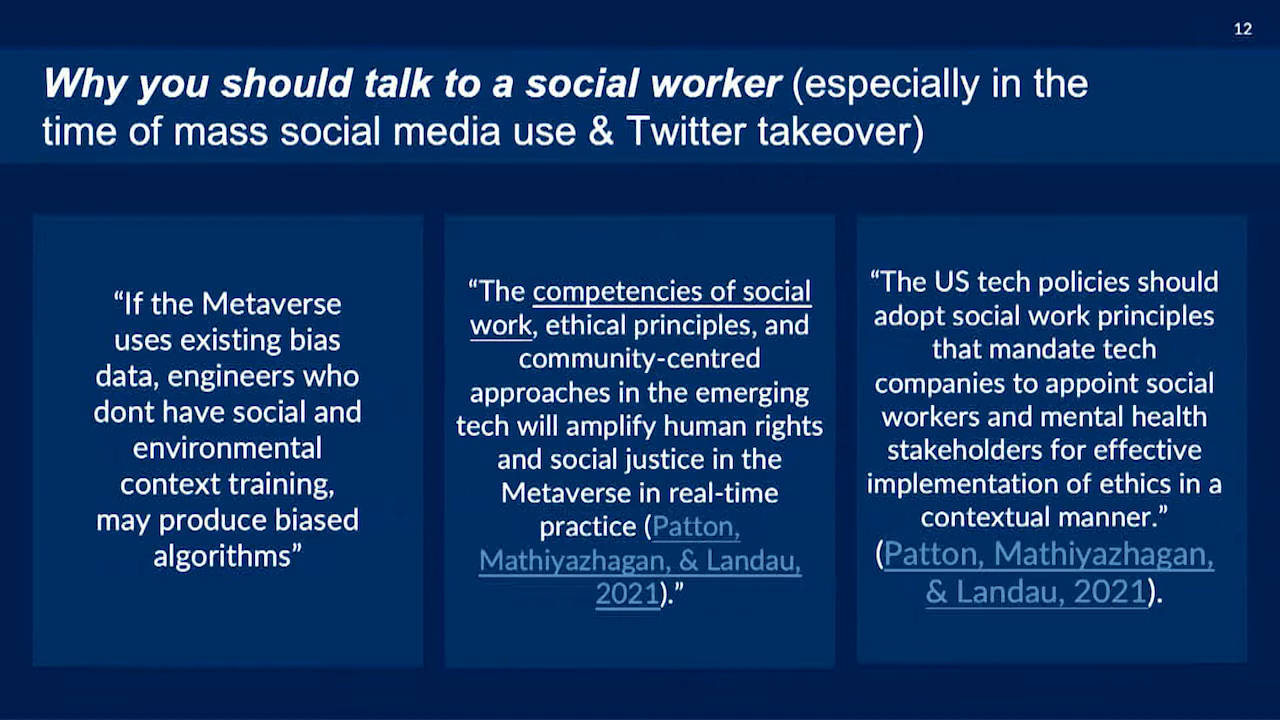 12
Why you should talk to a social worker (especially in the
time of mass social media use & Twitter takeover)
“If the Metaverse
uses existing bias
data, engineers who
dont have social and
environmental
context training,
may produce biased
algorithms”
“The competencies of social
work, ethical principles, and
community-centred
approaches in the emerging
tech will amplify human rights
and social justice in the
Metaverse in real-time
practice (Patton,
Mathiyazhagan, & Landau,
2021).”
“The US tech policies should
adopt social work principles
that mandate tech
companies to appoint social
workers and mental health
stakeholders for effective
implementation of ethics in a
contextual manner.”
(Patton, Mathiyazhagan,
& Landau, 2021).